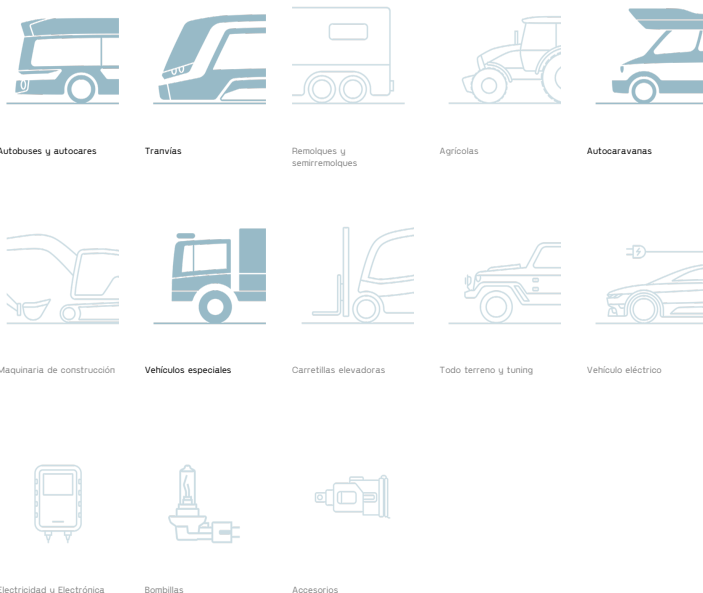 Autobuses y autocares
Tranvías
Remolques y
semirremolques
Agrícolas
Autocaravanas
Maquinaria de construcción
Vehículos especiales
Carretillas elevadoras
Todo terreno y tuning
Vehículo eléctrico
Electricidad y Electrónica
Bombillas
Accesorios